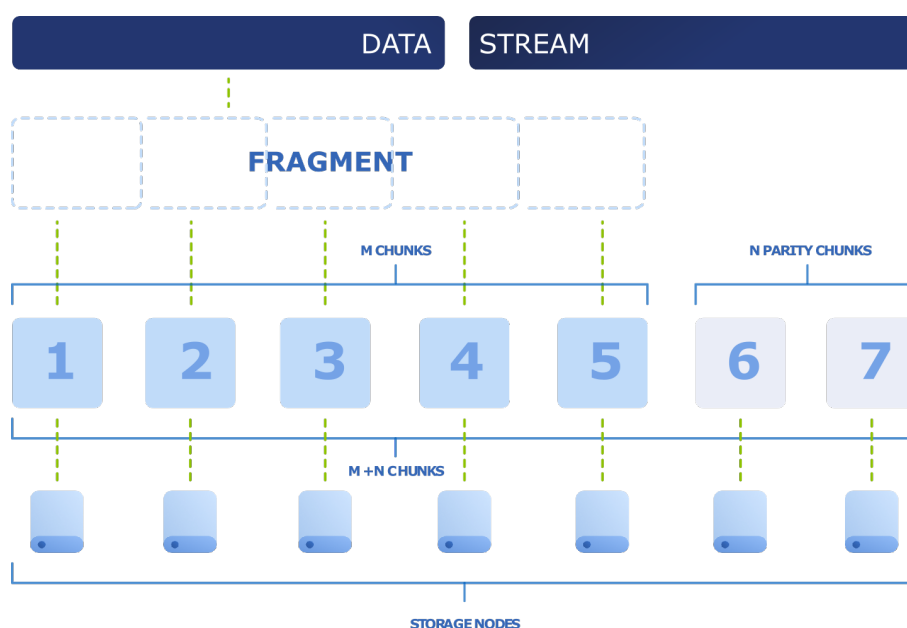 DATA STREAM
FRAGMENT
M CHUNKS
N PARITY CHUNKS
1 2 3 4 5 6 7
M +N CHUNKS
STORAGE NODES